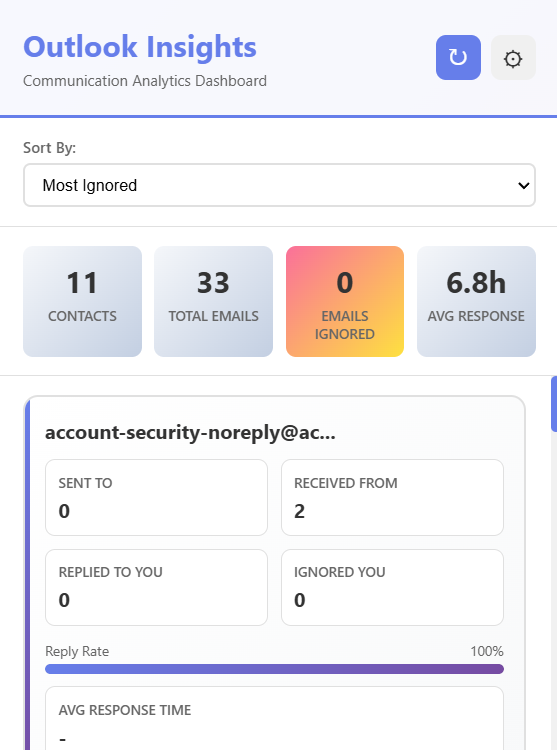 Outlook Insights
Communication Analytics Dashboard
Sort By:
Most Ignored
11
CONTACTS
33
TOTAL EMAILS
0
EMAILS
IGNORED
6.8h
AVG RESPONSE
account-security-noreply@ac...
SENT TO
0
RECEIVED FROM
2
REPLIED TO YOU
0
IGNORED YOU
0
Reply Rate
100%
AVG RESPONSE TIME
-